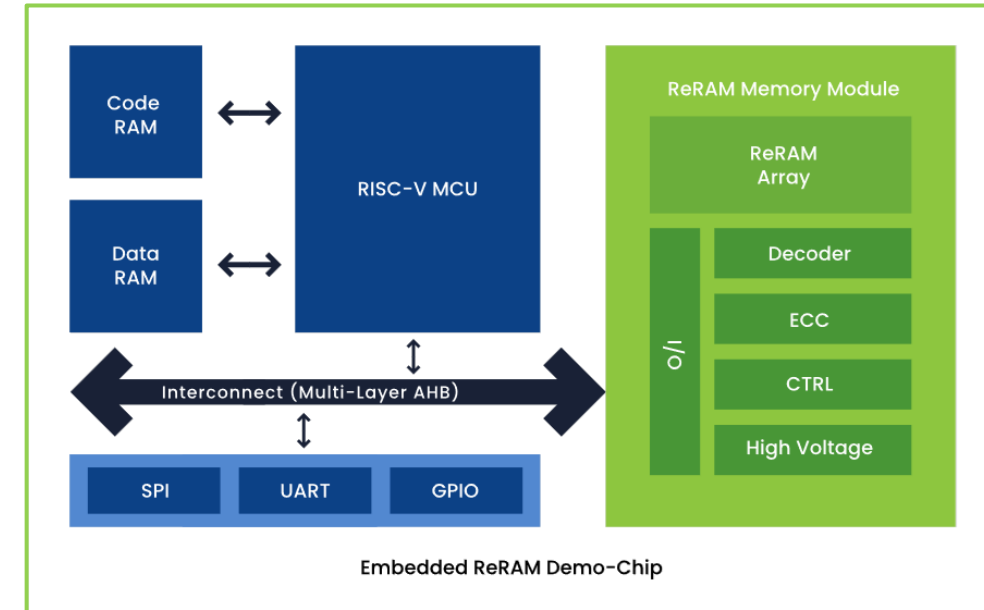 Code
RAM
RISC-V MCU
Data
RAM
Interconnect (Multi-Layer AHB)
SPI
UART
GPIO
ReRAM Memory Module
ReRAM
Array
I/O
Decoder
ECC
CTRL
High Voltage
Embedded ReRAM Demo-Chip